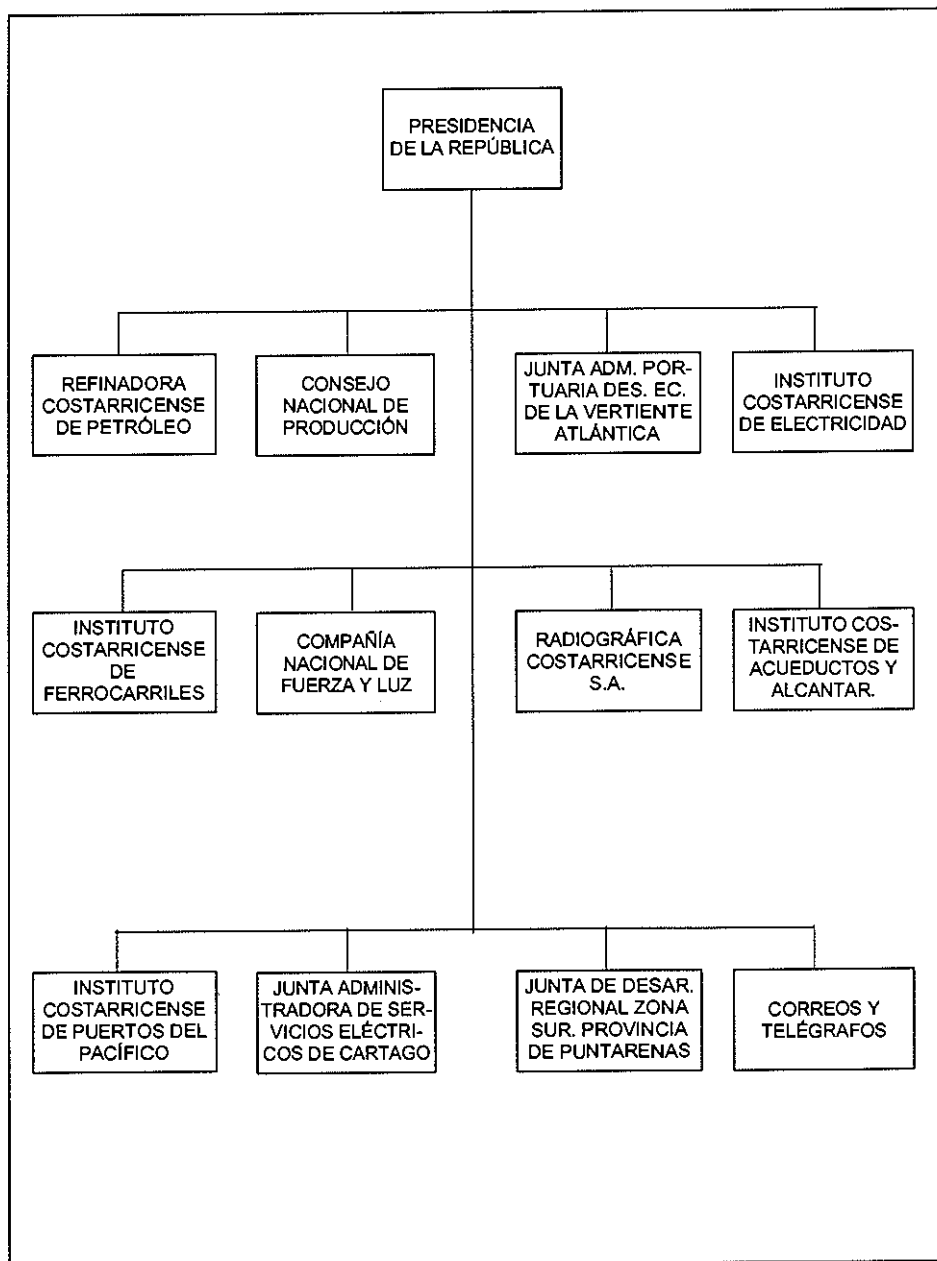 PRESIDENCIA
DE LA REPÚBLICA
REFINADORA
COSTARRICENSE
DE PETRÓLEO
CONSEJO
NACIONAL DE
PRODUCCIÓN
JUNTA ADM. POR-
TUARIA DES. EC.
DE LA VERTIENTE
ATLÁNTICA
INSTITUTO
COSTARRICENSE
DE ELECTRICIDAD
INSTITUTO
COSTARRICENSE
DE
FERROCARRILES
COMPAÑÍA
NACIONAL DE
FUERZA Y LUZ
RADIOGRÁFICA
COSTARRICENSE
S.A.
INSTITUTO COS-
TARRICENSE DE
ACUEDUCTOS Y
ALCANTAR.
INSTITUTO
COSTARRICENSE
DE PUERTOS DEL
PACÍFICO
JUNTA ADMINIS-
TRADORA DE SER-
VICIOS ELÉCTRI-
COS DE CARTAGO
JUNTA DE DESAR.
REGIONAL ZONA
SUR. PROVINCIA
DE PUNTARENAS
CORREOS Y
TELÉGRAFOS